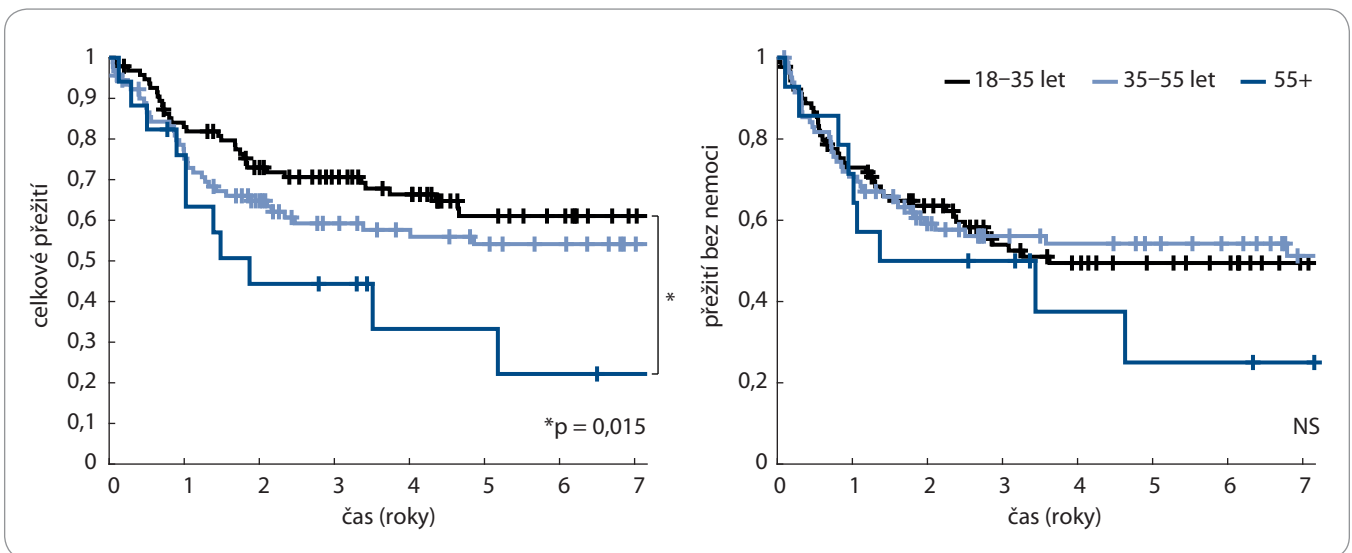 celkové přežití
1
0,9
0,8
0,7
0,6
0,5
0,4
0,3
0,2
0,1
0
0 1 2 3 4 5 6 7
čas (roky)
*
*p = 0,015
přežití bez nemoci
1
0,8
0,6
0,4
0,2
0
0 1 2 3 4 5 6 7
čas (roky)
18–35 let 35–55 let 55+
NS